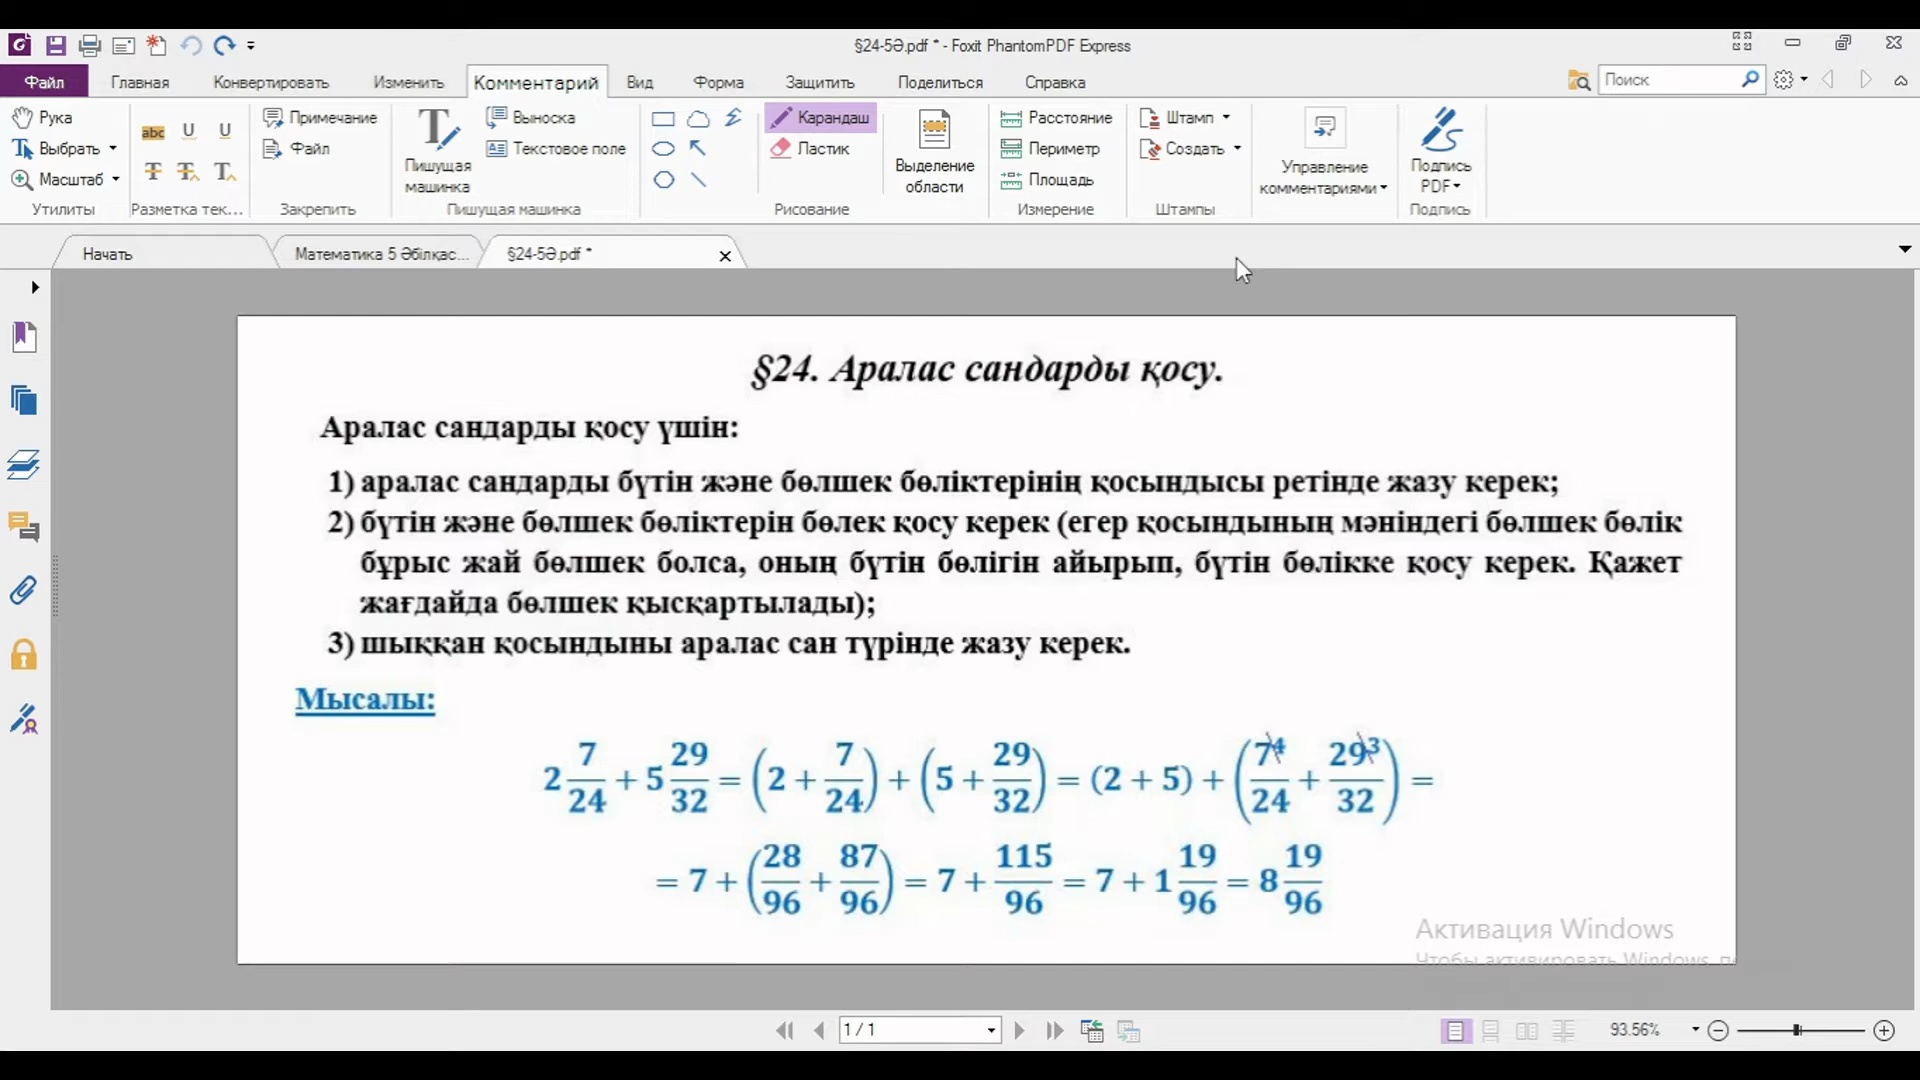 §24-5Ə.pdf * - Foxit PhantomPDF Express
Файл Главная Конвертировать Изменить Комментарий Вид Форма Защитить Поделиться Справка Поиск
Рука
Выбрать
Масштаб
Утилиты
abc U U
T T T
Разметка тек...
Примечание
Файл
Закрепить
Пишущая машинка
Выноска
Текстовое поле
Пишущая машинка
Карандаш
Ластик
Рисование
Выделение области
Расстояние
Периметр
Площадь
Измерение
Штамп
Создать
Штампы
Управление комментариями
Подпись PDF
Подпись
Начать Математика 5 Әбілқас... §24-5Ə.pdf *
§24. Аралас сандарды қосу.
Аралас сандарды қосу үшін:
1) аралас сандарды бүтін және бөлшек бөліктерінің қосындысы ретінде жазу керек;
2) бүтін және бөлшек бөліктерін бөлек қосу керек (егер қосындының мәніндегі бөлшек бөлік
бұрыс жай бөлшек болса, оның бүтін бөлігін айырып, бүтін бөлікке қосу керек. Қажет
жағдайда бөлшек қысқартылады);
3) шыққан қосындыны аралас сан түрінде жазу керек.
Мысалы:
2 7/24 + 5 29/32 = (2 + 7/24) + (5 + 29/32) = (2 + 5) + (7\4/24 + 29\3/32) =
= 7 + (28/96 + 87/96) = 7 + 115/96 = 7 + 1 19/96 = 8 19/96
Активация Windows
Чтобы активировать Windows, п
1 / 1 93.56%